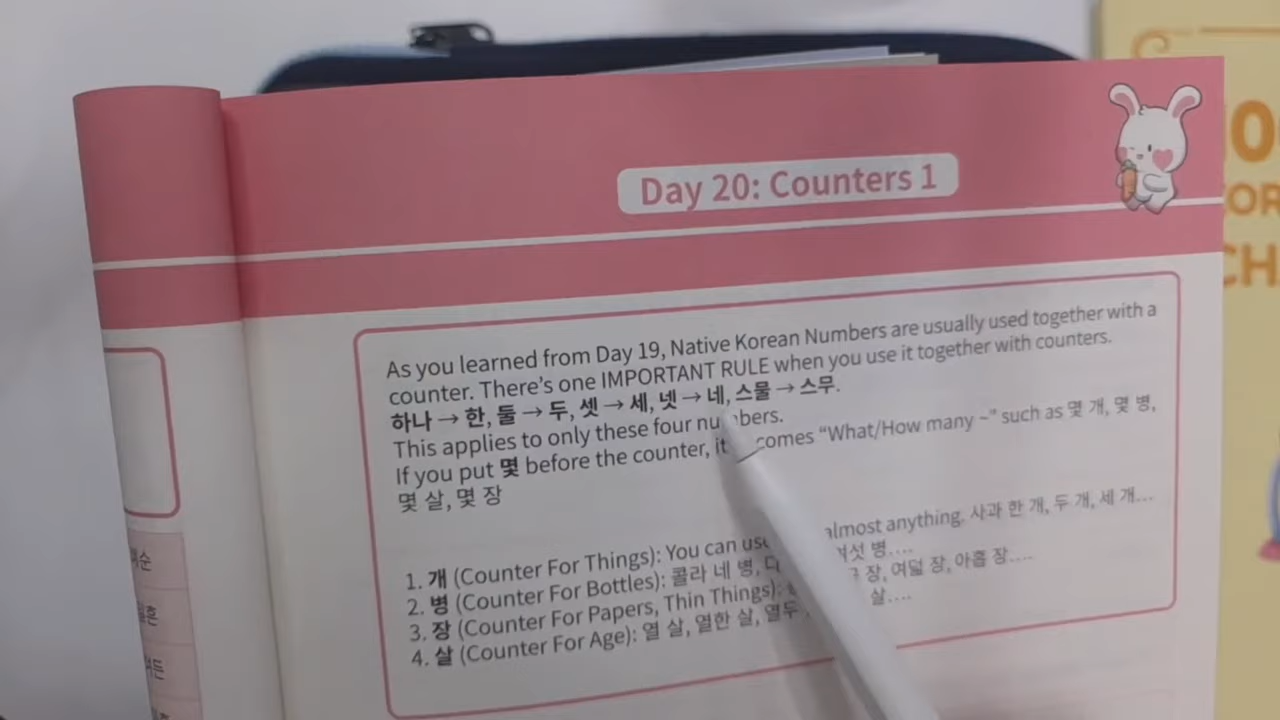 Day 20: Counters 1
As you learned from Day 19, Native Korean Numbers are usually used together with a
counter. There's one IMPORTANT RULE when you use it together with counters.
하나 → 한, 둘 → 두, 셋 → 세, 넷 → 네, 스물 → 스무.
This applies to only these four numbers.
If you put 몇 before the counter, it comes "What/How many ~" such as 몇 개, 몇 병,
몇 살, 몇 장
1. 개 (Counter For Things): You can use almost anything. 사과 한 개, 두 개, 세 개...
2. 병 (Counter For Bottles): 콜라 네 병, 여섯 병....
3. 장 (Counter For Papers, Thin Things): 장, 여덟 장, 아홉 장....
4. 살 (Counter For Age): 열 살, 열한 살, 열두 살....